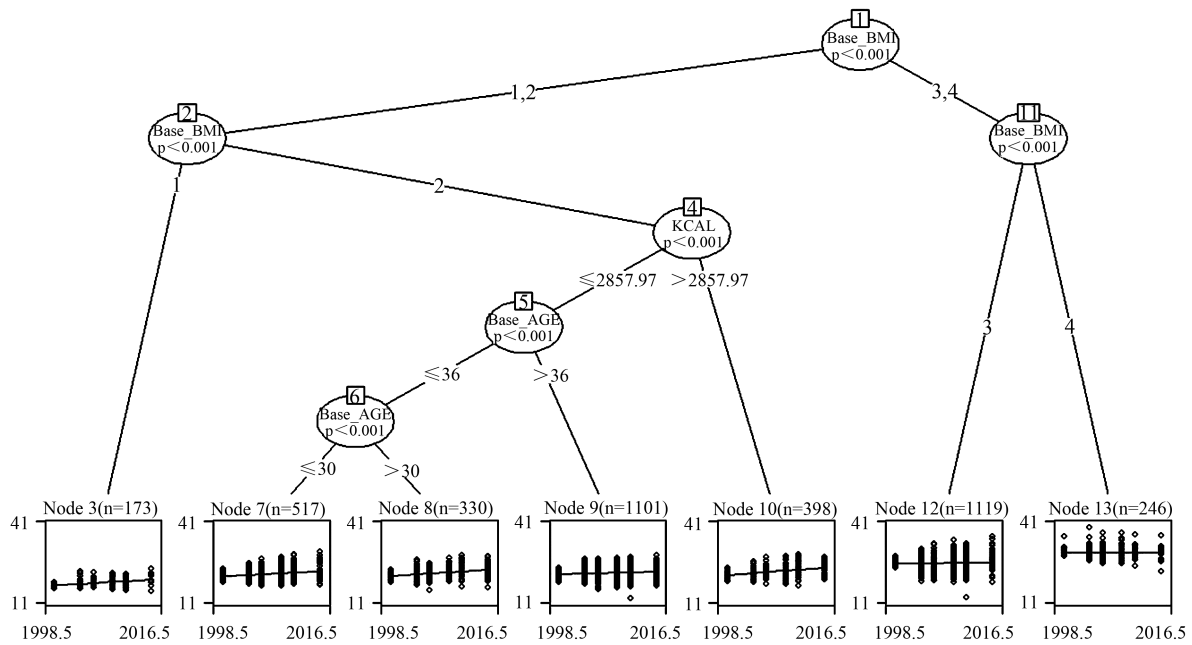 1
Base_BMI
p＜0.001
1,2
3,4
2
Base_BMI
p＜0.001
11
Base_BMI
p＜0.001
1
2
4
KCAL
p＜0.001
≤2857.97
＞2857.97
5
Base_AGE
p＜0.001
3
4
≤36
＞36
6
Base_AGE
p＜0.001
≤30
＞30
Node 3(n=173)
Node 7(n=517)
Node 8(n=330)
Node 9(n=1101)
Node 10(n=398)
Node 12(n=1119)
Node 13(n=246)
41
41
41
41
41
41
41
11
11
11
11
11
11
11
1998.5
2016.5
1998.5
2016.5
1998.5
2016.5
1998.5
2016.5
1998.5
2016.5
1998.5
2016.5
1998.5
2016.5